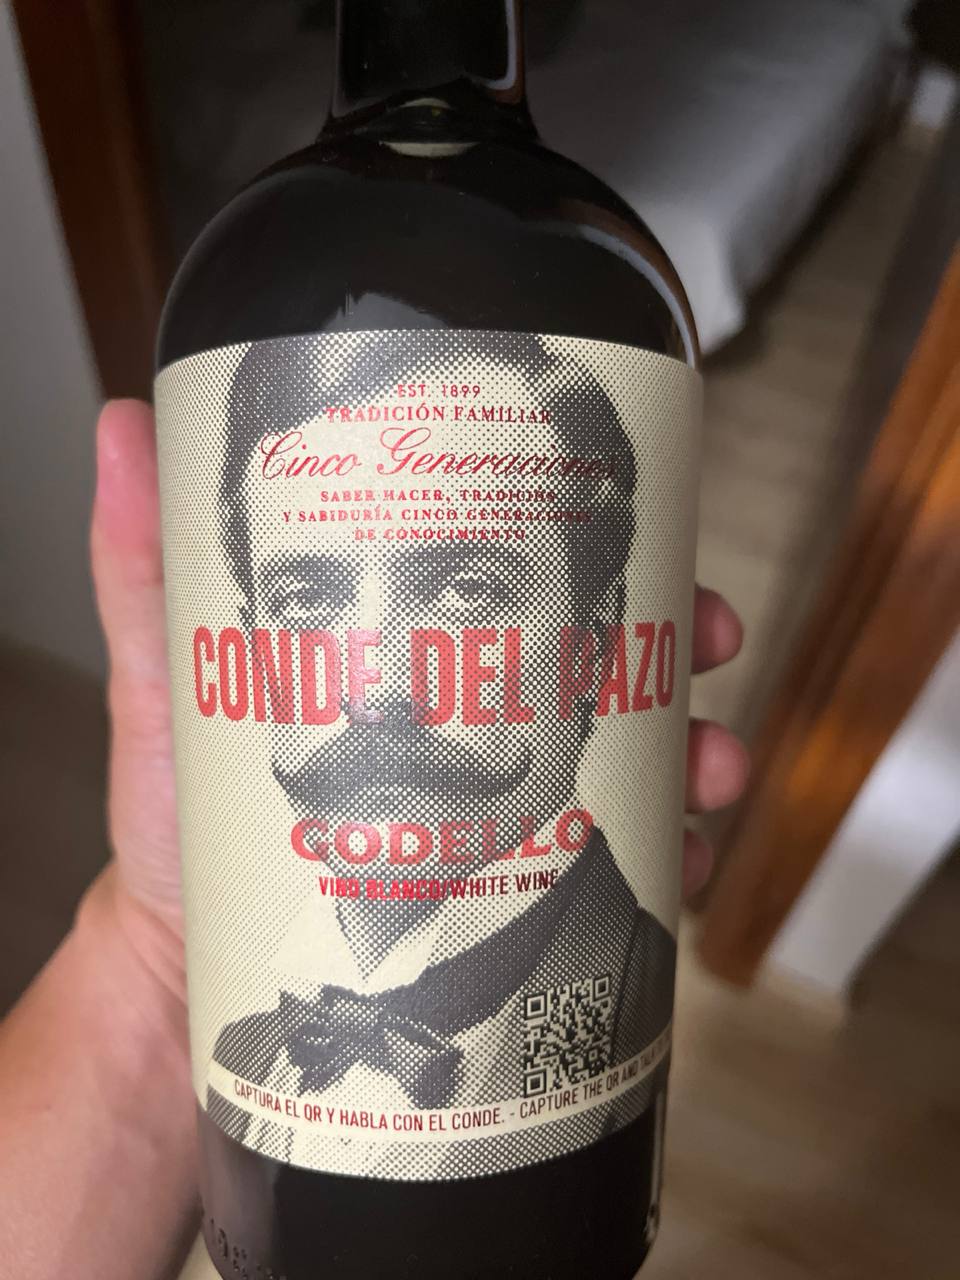 EST. 1899
TRADICIÓN FAMILIAR
Cinco Generaciones
SABER HACER, TRADICIÓN
Y SABIDURÍA CINCO GENERACIONES
DE CONOCIMIENTO
CONDE DEL PAZO
GODELLO
VINO BLANCO/WHITE WINE
CAPTURA EL QR Y HABLA CON EL CONDE. - CAPTURE THE QR AND TALK